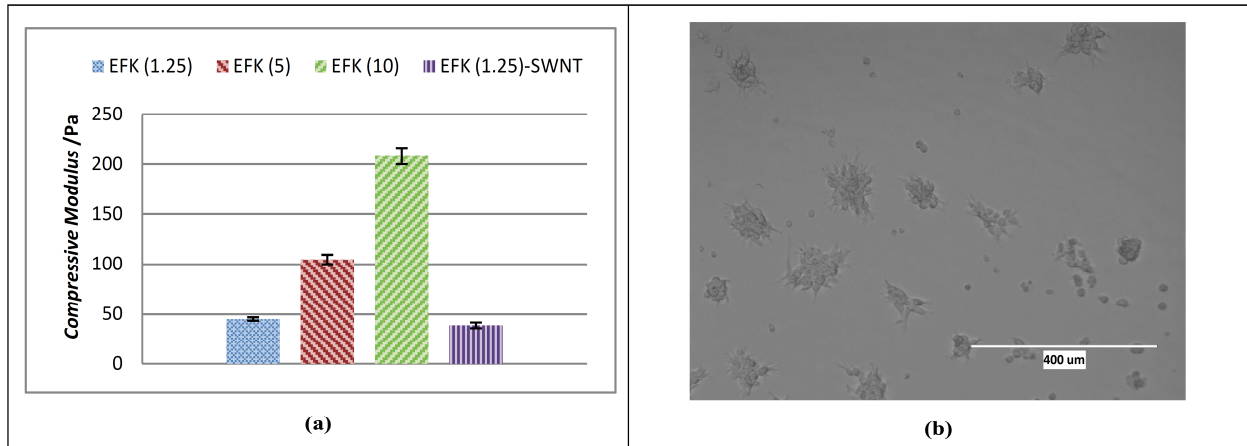 EFK (1.25) EFK (5) EFK (10) EFK (1.25)-SWNT
Compressive Modulus /Pa
250
200
150
100
50
0
(a)
400 um
(b)